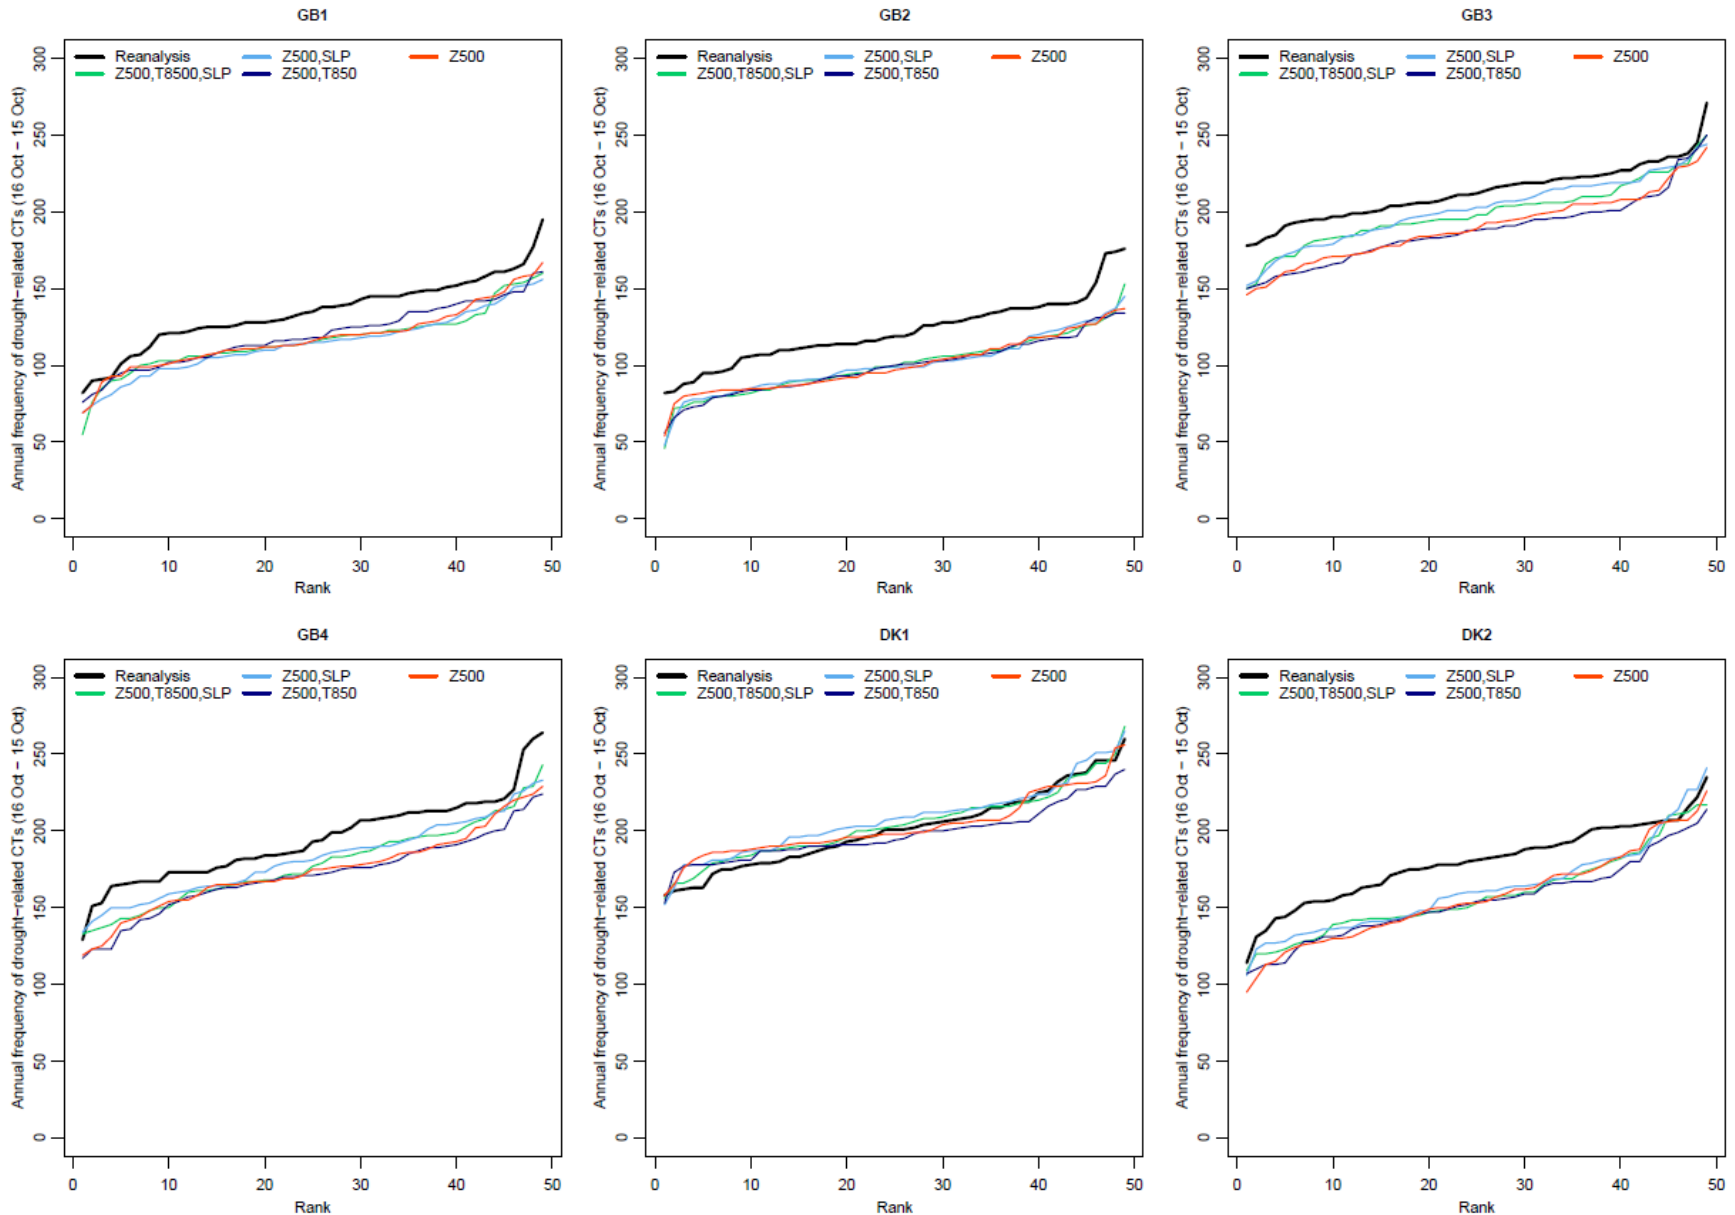 GB1
Reanalysis Z500,SLP Z500
Z500,T8500,SLP Z500,T850
Annual frequency of drought−related CTs (16 Oct − 15 Oct)
300
250
200
150
100
50
0
0 10 20 30 40 50
Rank
GB2
Reanalysis Z500,SLP Z500
Z500,T8500,SLP Z500,T850
Annual frequency of drought−related CTs (16 Oct − 15 Oct)
300
250
200
150
100
50
0
0 10 20 30 40 50
Rank
GB3
Reanalysis Z500,SLP Z500
Z500,T8500,SLP Z500,T850
Annual frequency of drought−related CTs (16 Oct − 15 Oct)
300
250
200
150
100
50
0
0 10 20 30 40 50
Rank
GB4
Reanalysis Z500,SLP Z500
Z500,T8500,SLP Z500,T850
Annual frequency of drought−related CTs (16 Oct − 15 Oct)
300
250
200
150
100
50
0
0 10 20 30 40 50
Rank
DK1
Reanalysis Z500,SLP Z500
Z500,T8500,SLP Z500,T850
Annual frequency of drought−related CTs (16 Oct − 15 Oct)
300
250
200
150
100
50
0
0 10 20 30 40 50
Rank
DK2
Reanalysis Z500,SLP Z500
Z500,T8500,SLP Z500,T850
Annual frequency of drought−related CTs (16 Oct − 15 Oct)
300
250
200
150
100
50
0
0 10 20 30 40 50
Rank